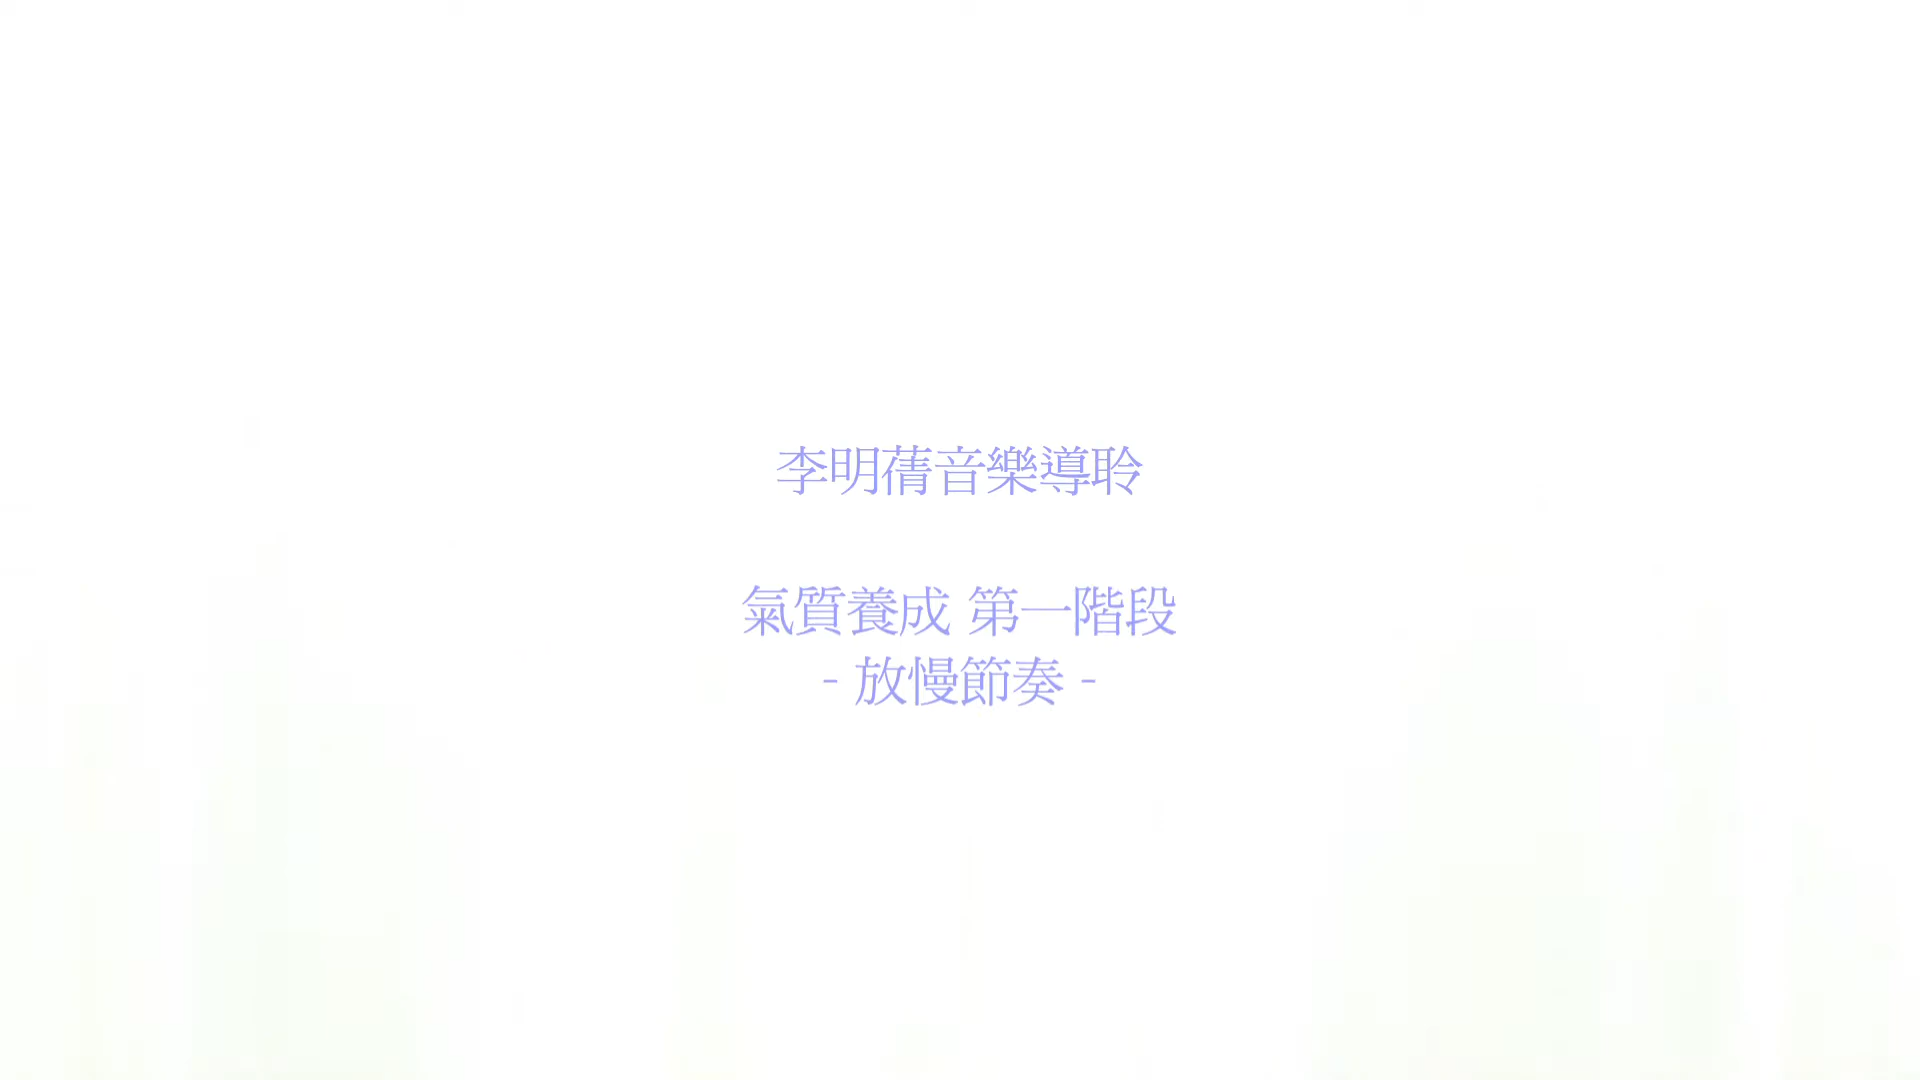 李明蒨音樂導聆
氣質養成 第一階段
- 放慢節奏 -